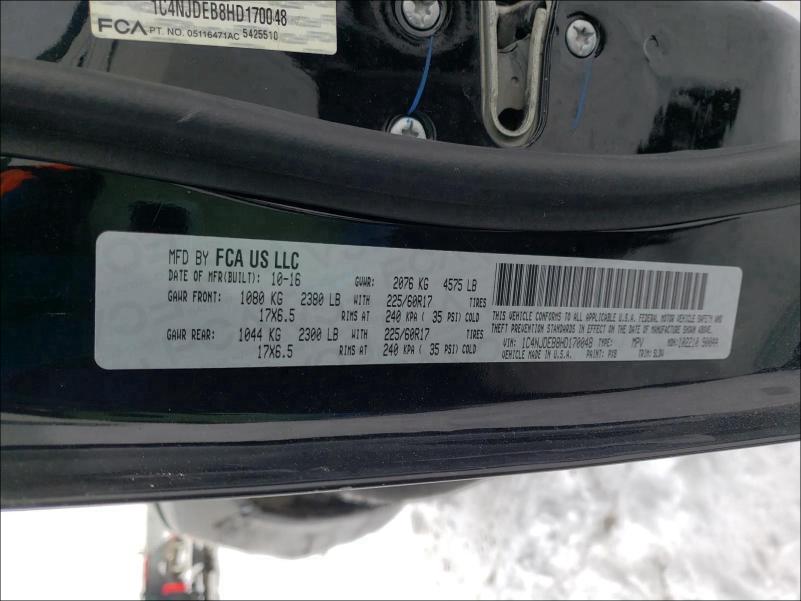 1C4NJDEB8HD170048
FCA PT. NO. 05116471AC 5425510
MFD BY FCA US LLC
DATE OF MFR(BUILT): 10-16 GVWR: 2076 KG 4575 LB
GAWR FRONT: 1080 KG 2380 LB WITH 225/60R17 TIRES
17X6.5 RIMS AT 240 KPA ( 35 PSI) COLD
GAWR REAR: 1044 KG 2300 LB WITH 225/60R17 TIRES
17X6.5 RIMS AT 240 KPA ( 35 PSI) COLD
THIS VEHICLE CONFORMS TO ALL APPLICABLE U.S.A. FEDERAL MOTOR VEHICLE SAFETY AND
THEFT PREVENTION STANDARDS IN EFFECT ON THE DATE OF MANUFACTURE SHOWN ABOVE.
VIN: 1C4NJDEB8HD170048 TYPE: MPV MDH: 102210
VEHICLE MADE IN U.S.A. PAINT: PX8 TRIM: